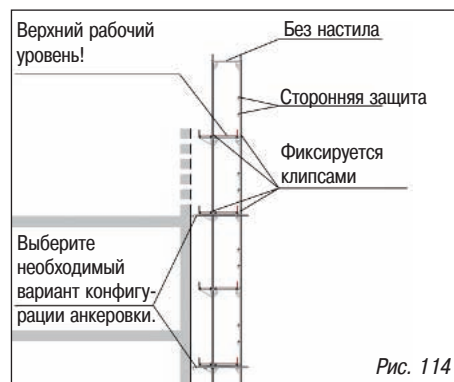 Верхний рабочий
уровень!
Без настила
Сторонняя защита
Фиксируется
клипсами
Выберите
необходимый
вариант конфигу-
рации анкеровки.
Рис. 114